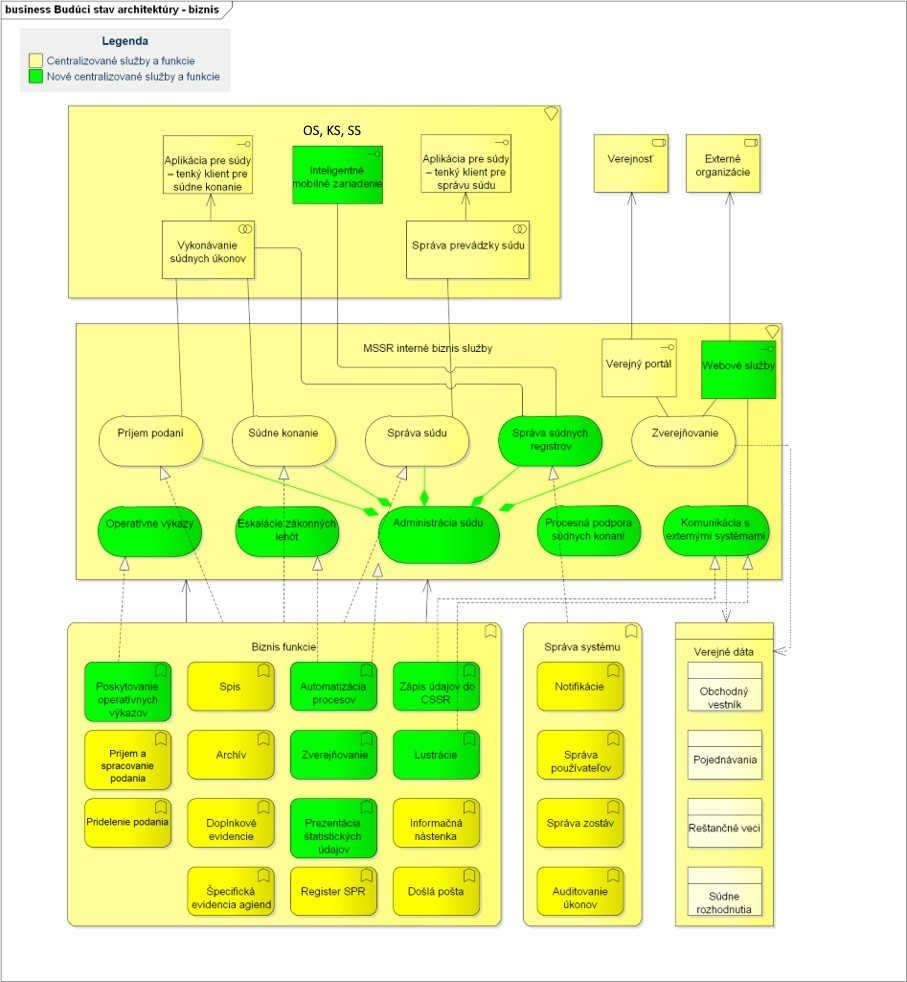 business Budúci stav architektúry - biznis
Legenda
Centralizované služby a funkcie
Nové centralizované služby a funkcie
OS, KS, SS
Aplikácia pre súdy
– tenký klient pre
súdne konanie
Inteligentné
mobilné zariadenie
Aplikácia pre súdy
– tenký klient pre
správu súdu
Verejnosť
Externé
organizácie
Vykonávanie
súdnych úkonov
Správa prevádzky súdu
MSSR interné biznis služby
Verejný portál
Webové služby
Príjem podaní
Súdne konanie
Správa súdu
Správa súdnych
registrov
Zverejňovanie
Operatívne výkazy
Eskalácie zákonných
lehôt
Administrácia súdu
Procesná podpora
súdnych konaní
Komunikácia s
externými systémami
Biznis funkcie
Správa systému
Verejné dáta
Poskytovanie
operatívnych
výkazov
Spis
Automatizácia
procesov
Zápis údajov do
CSSR
Notifikácie
Obchodný
vestník
Príjem a
spracovanie
podania
Archív
Zverejňovanie
Lustrácie
Správa
používateľov
Pojednávania
Pridelenie podania
Doplnkové
evidencie
Prezentácia
štatistických
údajov
Informačná
nástenka
Správa zostáv
Reštančné veci
Špecifická
evidencia agiend
Register SPR
Došlá pošta
Auditovanie
úkonov
Súdne
rozhodnutia